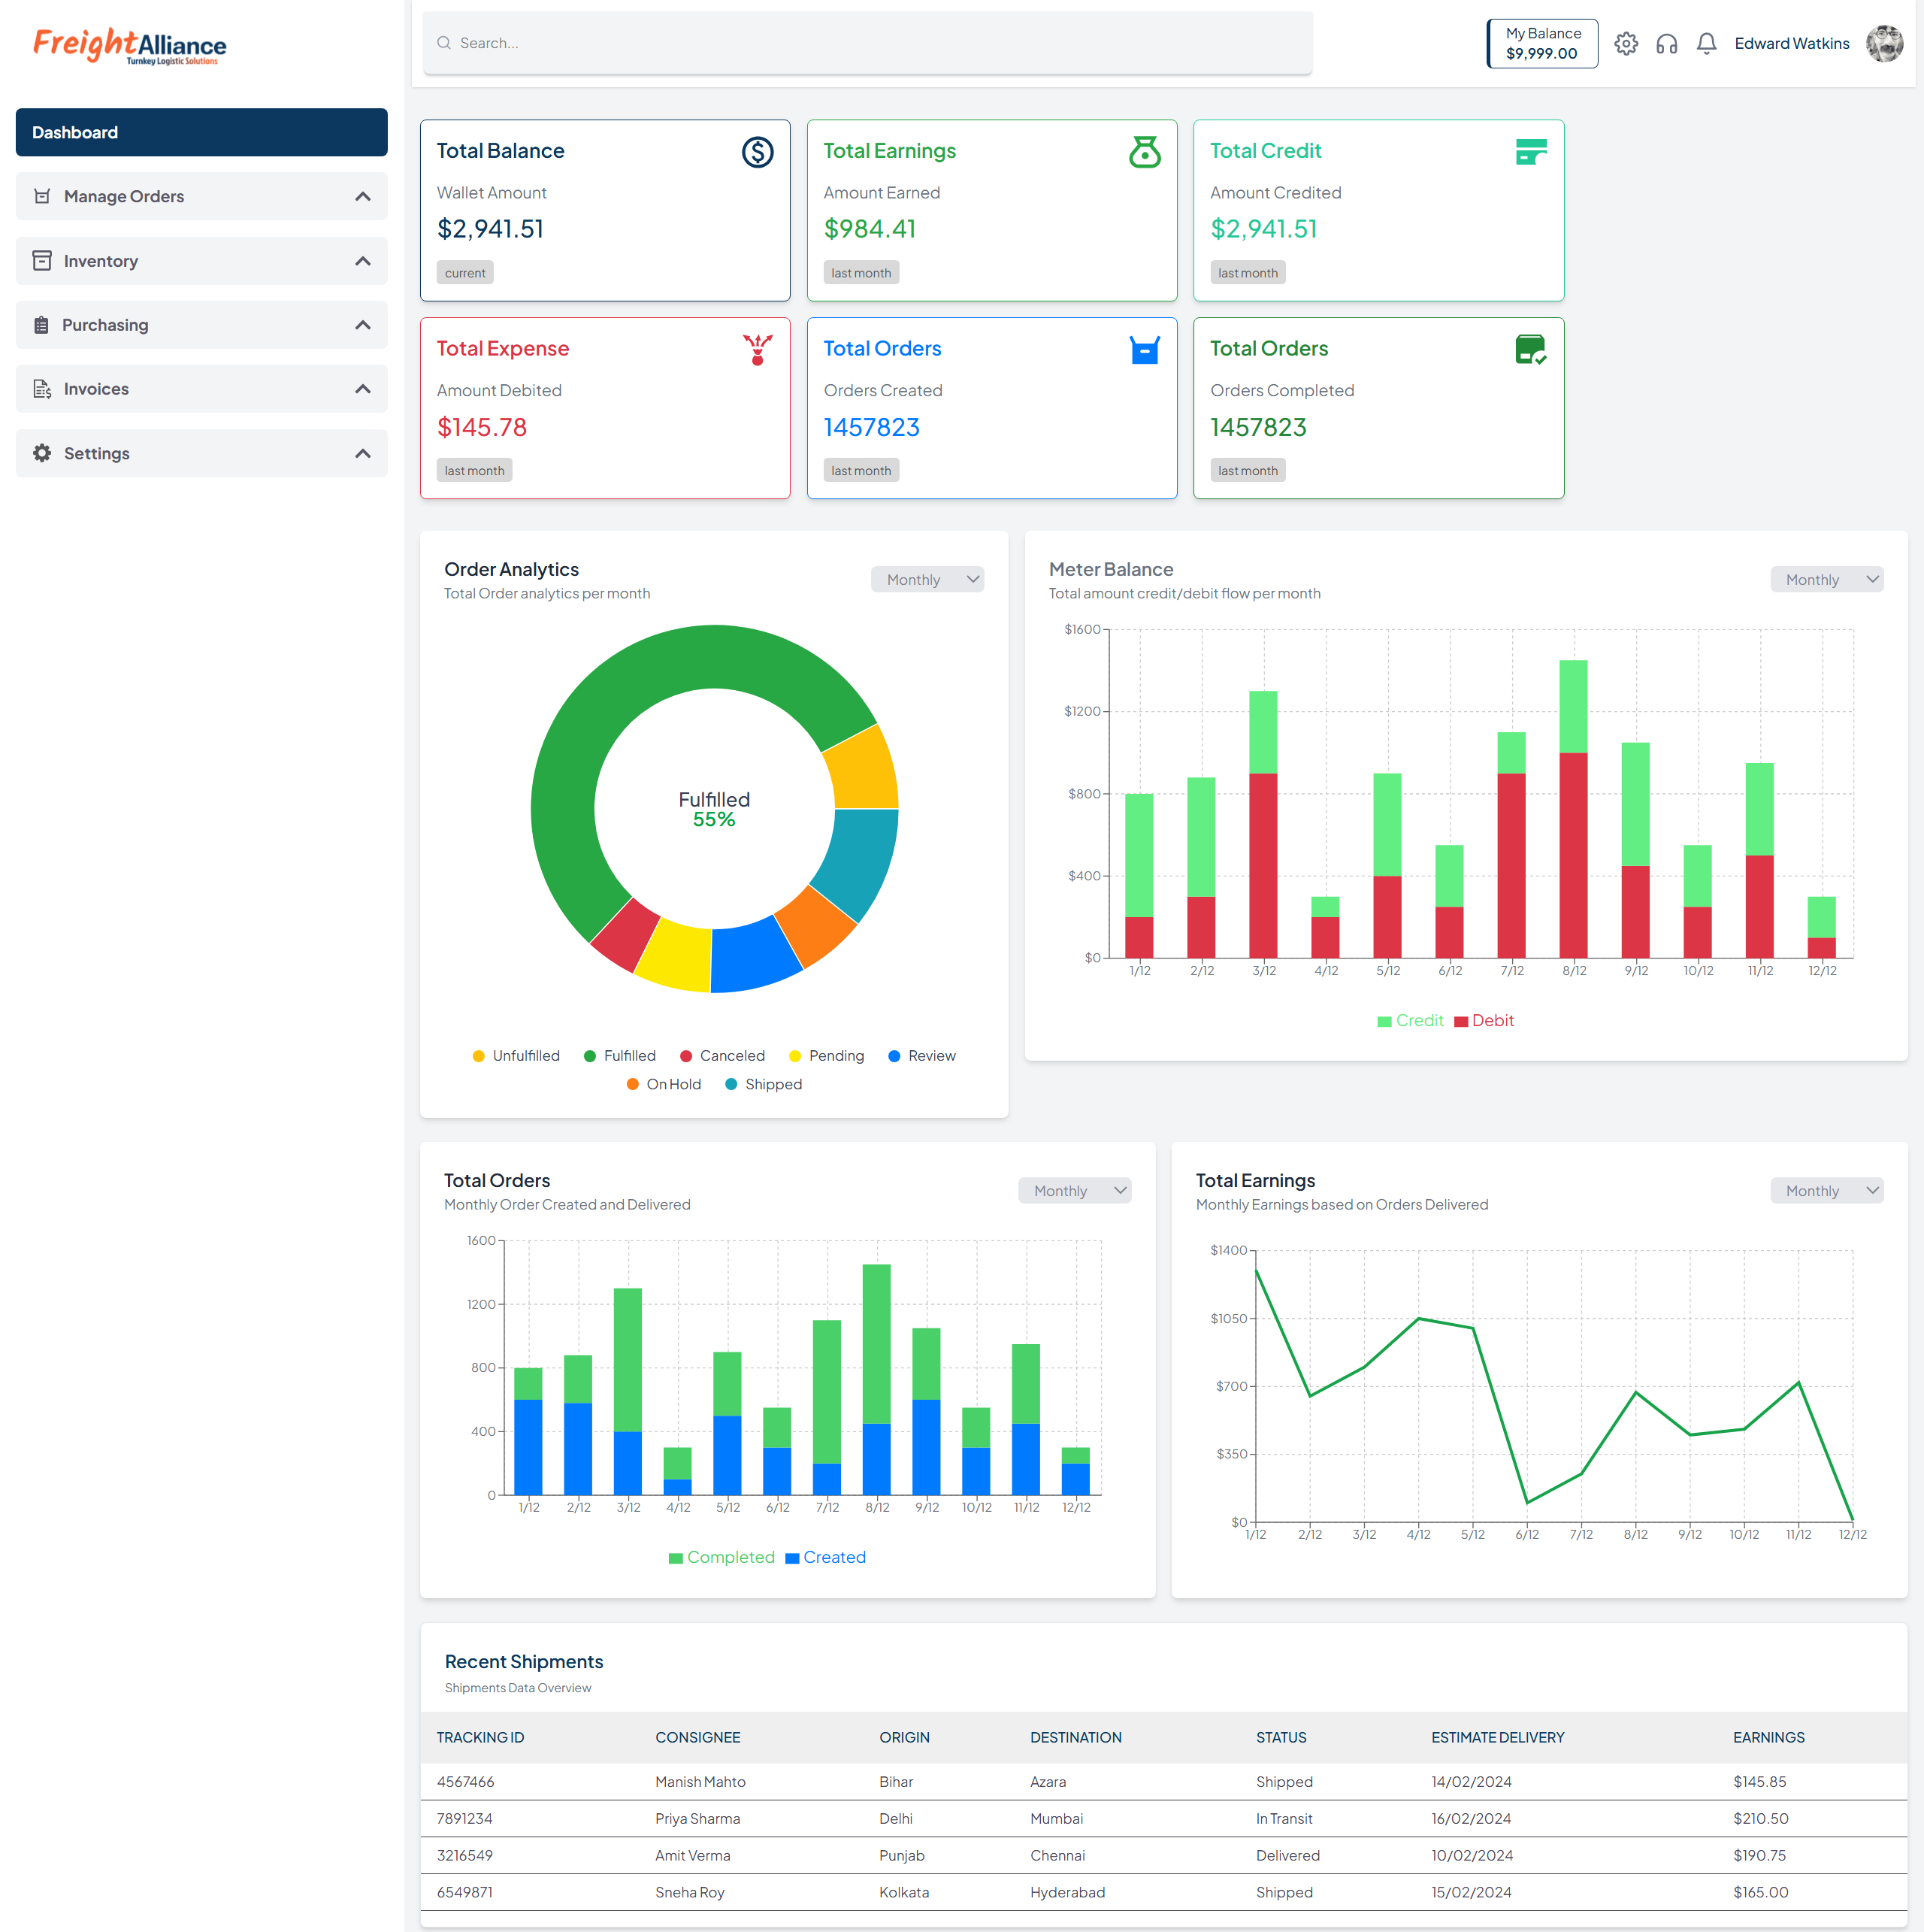 FreightAlliance
Turnkey Logistic Solutions
Search...
My Balance
$9,999.00
Edward Watkins
Dashboard
Manage Orders
Inventory
Purchasing
Invoices
Settings
Total Balance
Wallet Amount
$2,941.51
current
Total Earnings
Amount Earned
$984.41
last month
Total Credit
Amount Credited
$2,941.51
last month
Total Expense
Amount Debited
$145.78
last month
Total Orders
Orders Created
1457823
last month
Total Orders
Orders Completed
1457823
last month
Order Analytics
Total Order analytics per month
Monthly
Fulfilled
55%
Unfulfilled Fulfilled Canceled Pending Review
On Hold Shipped
Meter Balance
Total amount credit/debit flow per month
Monthly
$1600
$1200
$800
$400
$0
1/12 2/12 3/12 4/12 5/12 6/12 7/12 8/12 9/12 10/12 11/12 12/12
Credit Debit
Total Orders
Monthly Order Created and Delivered
Monthly
1600
1200
800
400
0
1/12 2/12 3/12 4/12 5/12 6/12 7/12 8/12 9/12 10/12 11/12 12/12
Completed Created
Total Earnings
Monthly Earnings based on Orders Delivered
Monthly
$1400
$1050
$700
$350
$0
1/12 2/12 3/12 4/12 5/12 6/12 7/12 8/12 9/12 10/12 11/12 12/12
Recent Shipments
Shipments Data Overview
TRACKING ID CONSIGNEE ORIGIN DESTINATION STATUS ESTIMATE DELIVERY EARNINGS
4567466 Manish Mahto Bihar Azara Shipped 14/02/2024 $145.85
7891234 Priya Sharma Delhi Mumbai In Transit 16/02/2024 $210.50
3216549 Amit Verma Punjab Chennai Delivered 10/02/2024 $190.75
6549871 Sneha Roy Kolkata Hyderabad Shipped 15/02/2024 $165.00